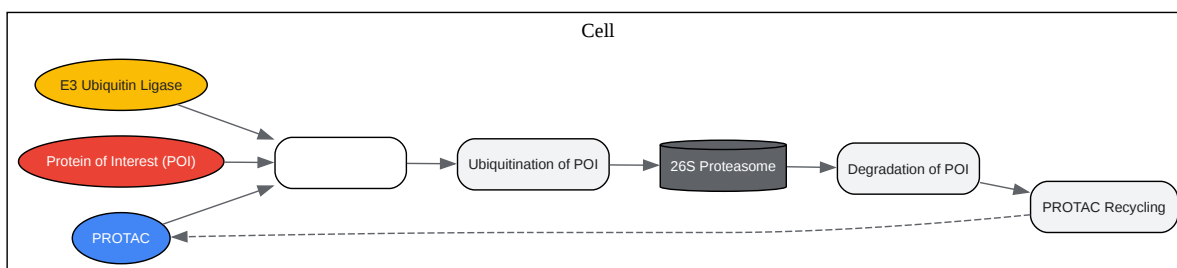 Cell
E3 Ubiquitin Ligase
Protein of Interest (POI)
PROTAC
Ubiquitination of POI
26S Proteasome
Degradation of POI
PROTAC Recycling